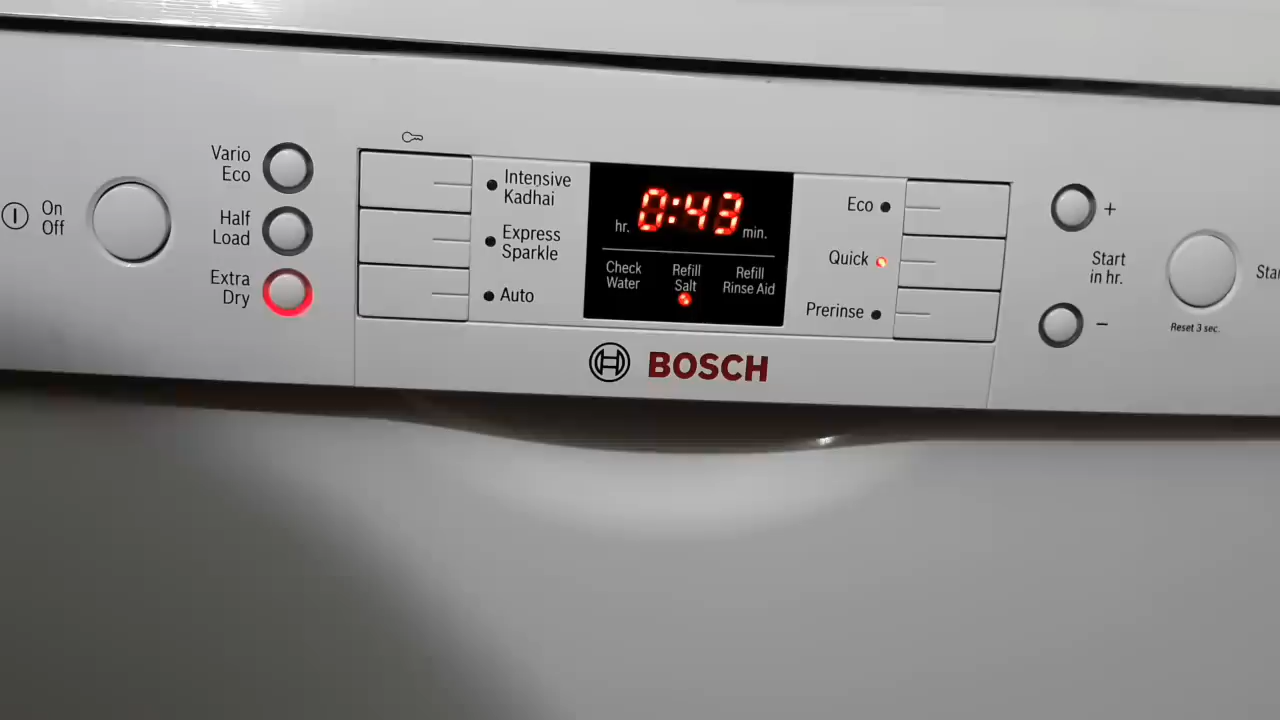 On
Off
Vario
Eco
Half
Load
Extra
Dry
Intensive
Kadhai
Express
Sparkle
Auto
0:43
hr.
min.
Check
Water
Refill
Salt
Refill
Rinse Aid
Eco
Quick
Prerinse
+
Start
in hr.
−
Reset 3 sec.
BOSCH